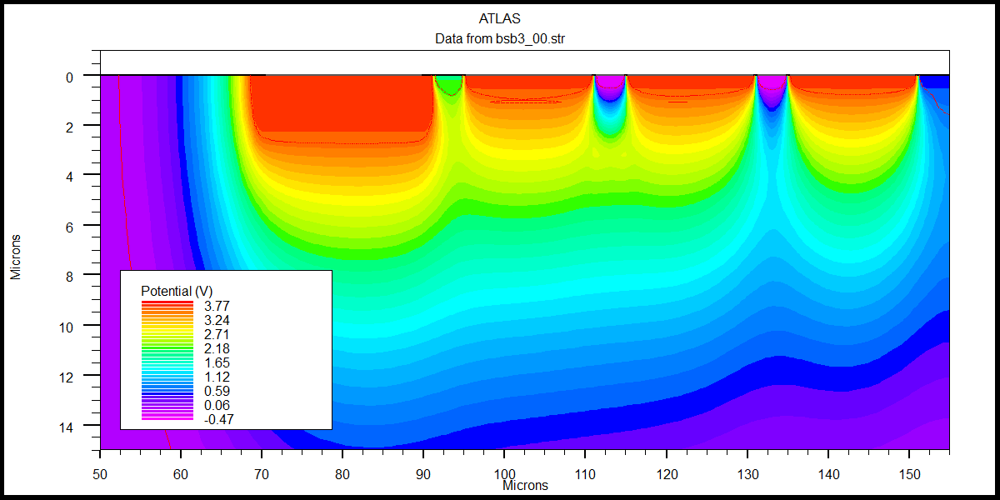 ATLAS
Data from bsb3_00.str
0
2
4
6
8
10
12
14
Microns
Potential (V)
3.77
3.24
2.71
2.18
1.65
1.12
0.59
0.06
-0.47
50 60 70 80 90 100 110 120 130 140 150
Microns